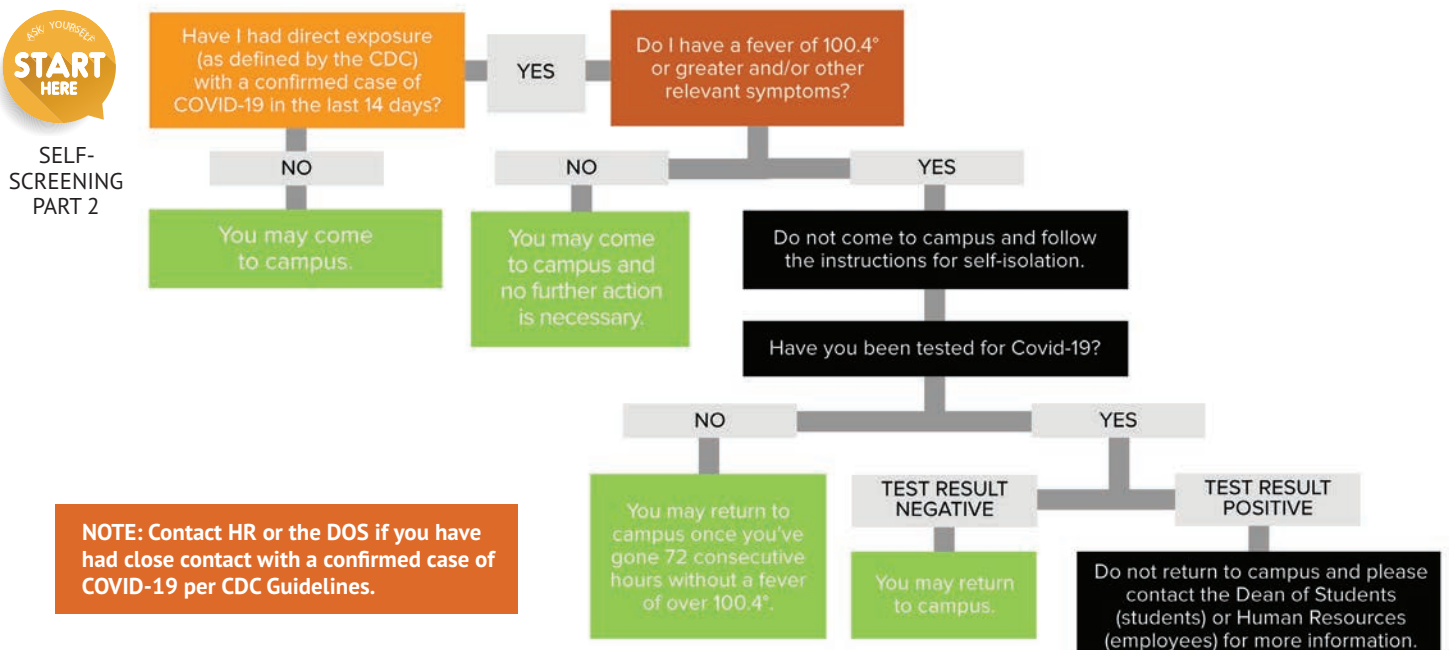 ASK YOURSELF
START
HERE
SELF-
SCREENING
PART 2
Have I had direct exposure
(as defined by the CDC)
with a confirmed case of
COVID-19 in the last 14 days?
YES
Do I have a fever of 100.4°
or greater and/or other
relevant symptoms?
NO
You may come
to campus.
NO
You may come
to campus and
no further action
is necessary.
YES
Do not come to campus and follow
the instructions for self-isolation.
Have you been tested for Covid-19?
NO
You may return to
campus once you've
gone 72 consecutive
hours without a fever
of over 100.4°.
YES
TEST RESULT
NEGATIVE
You may return
to campus.
TEST RESULT
POSITIVE
Do not return to campus and please
contact the Dean of Students
(students) or Human Resources
(employees) for more information.
NOTE: Contact HR or the DOS if you have
had close contact with a confirmed case of
COVID-19 per CDC Guidelines.